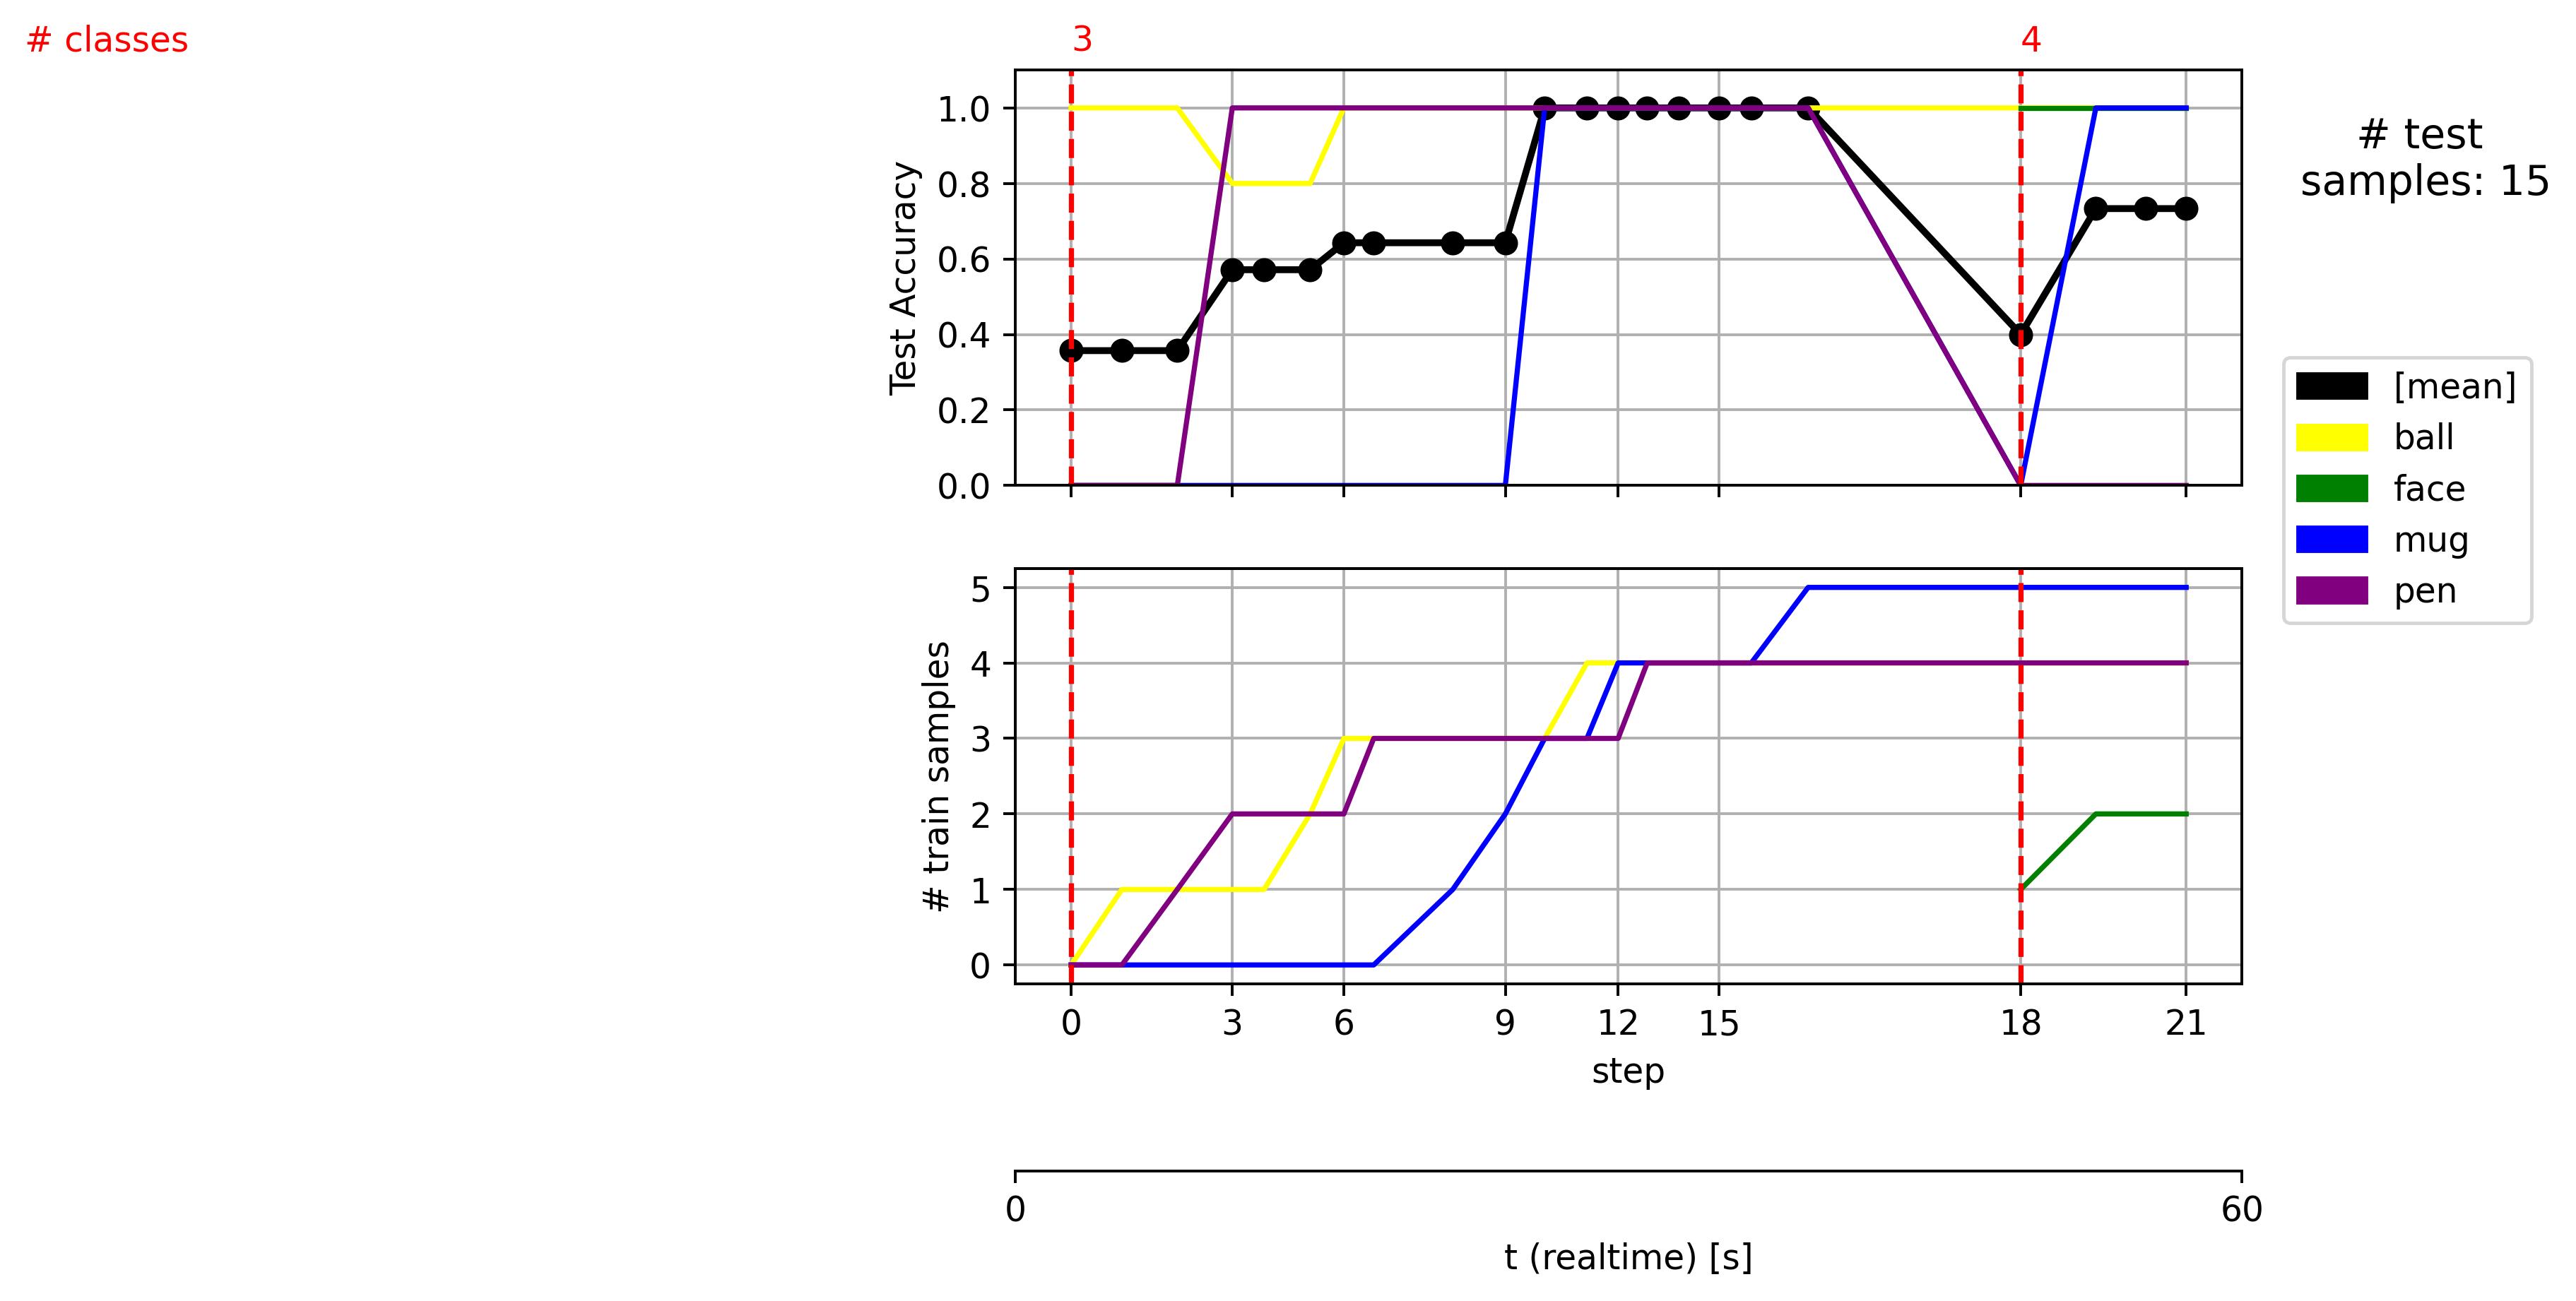 # classes
3
4
1.0
0.8
0.6
0.4
0.2
0.0
Test Accuracy
# test
samples: 15
[mean]
ball
face
mug
pen
5
4
3
2
1
0
# train samples
0 3 6 9 12 15 18 21
step
0 60
t (realtime) [s]